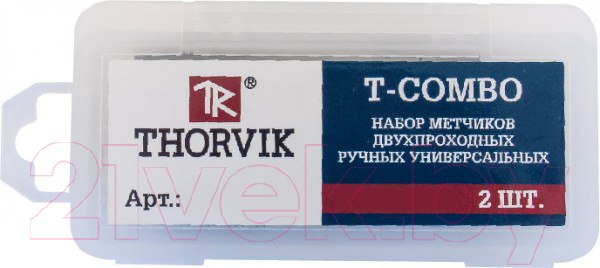 TR®
THORVIK
Арт.:
T-COMBO
НАБОР МЕТЧИКОВ
ДВУХПРОХОДНЫХ
РУЧНЫХ УНИВЕРСАЛЬНЫХ
2 ШТ.
21vek.by